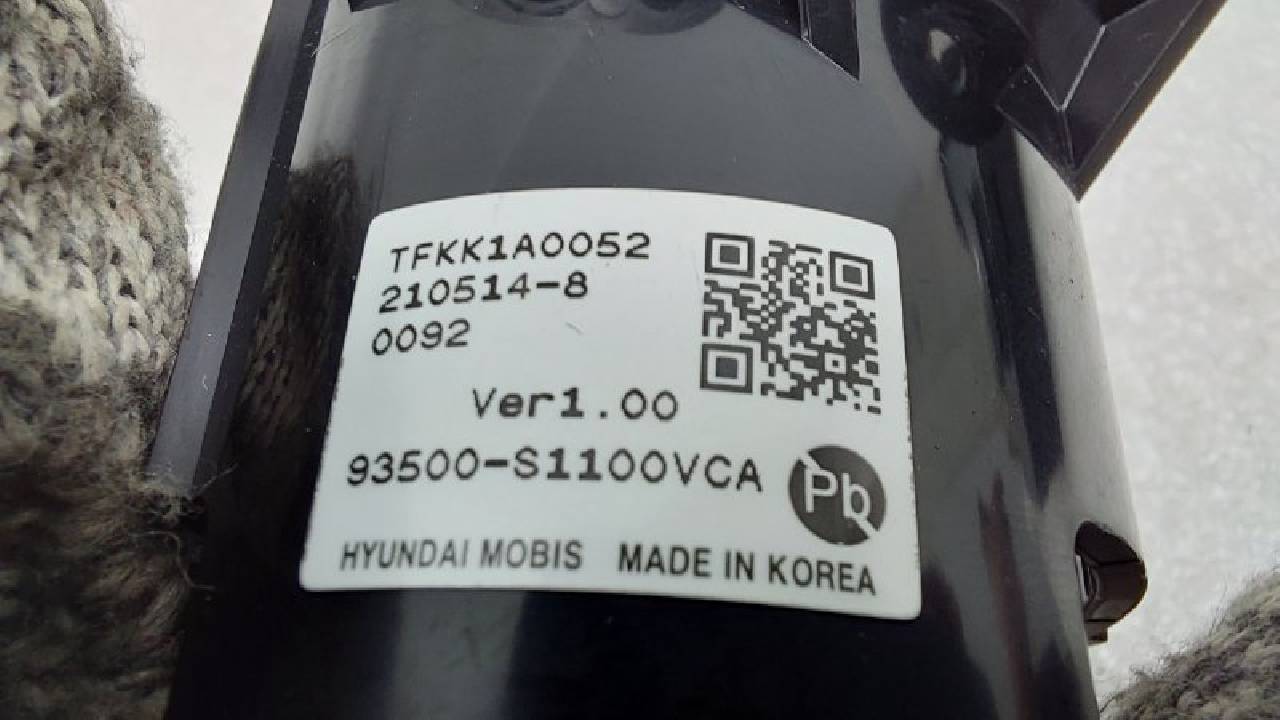 TFKK1A0052
210514-8
0092
Ver1.00
93500-S1100VCA
Pb
HYUNDAI MOBIS MADE IN KOREA